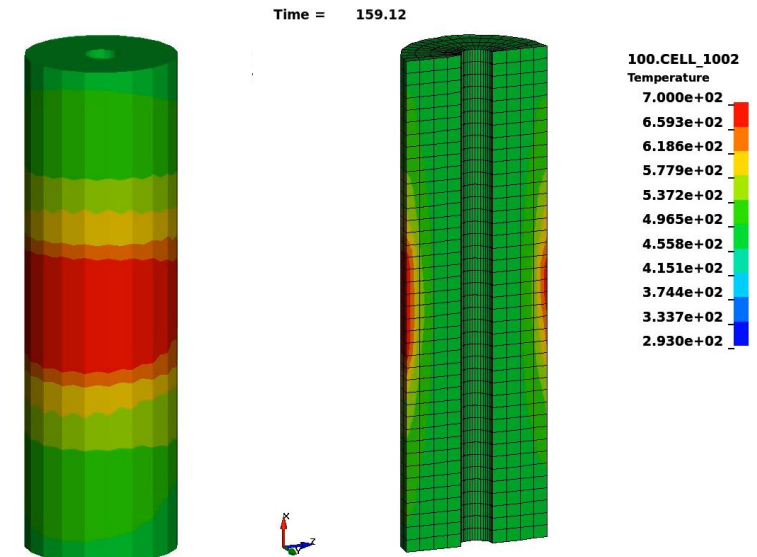 Time = 159.12
100.CELL_1002
Temperature
7.000e+02
6.593e+02
6.186e+02
5.779e+02
5.372e+02
4.965e+02
4.558e+02
4.151e+02
3.744e+02
3.337e+02
2.930e+02
X
Z
Y